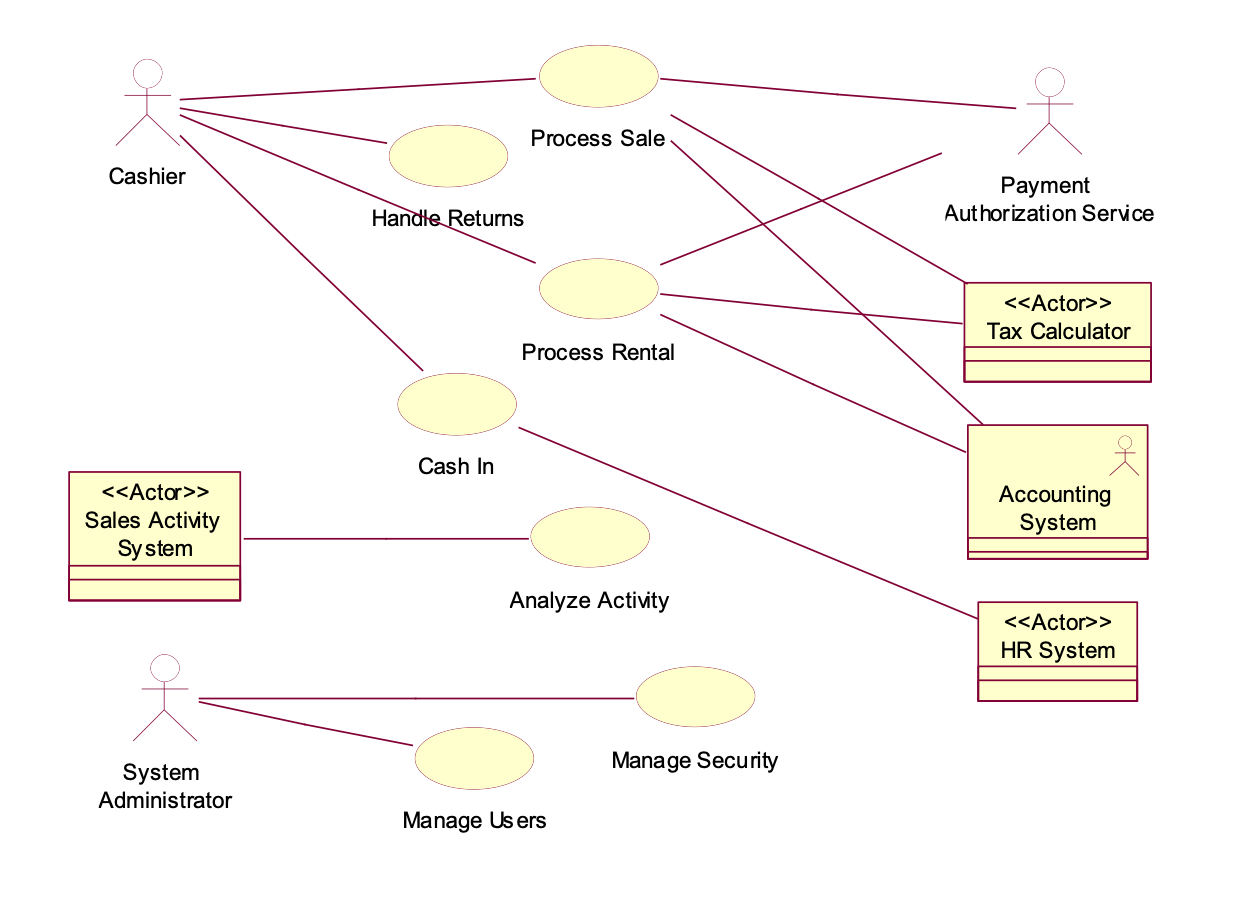 Cashier
Process Sale
Handle Returns
Payment
Authorization Service
<<Actor>>
Tax Calculator
Process Rental
Cash In
<<Actor>>
Sales Activity
System
Accounting
System
Analyze Activity
<<Actor>>
HR System
System
Administrator
Manage Security
Manage Users